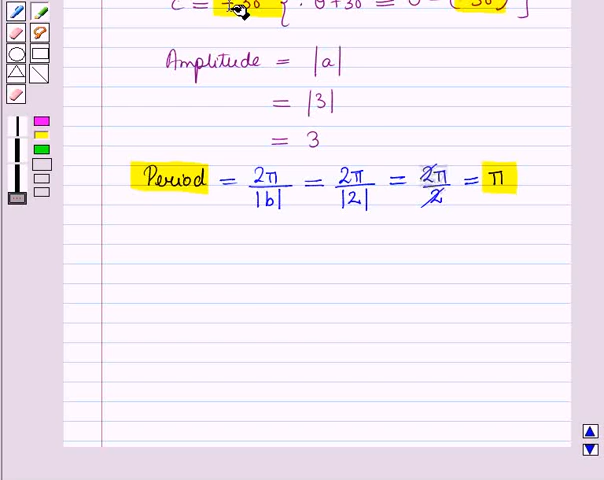 Amplitude = |a|
= |3|
= 3
Period = 2π/|b| = 2π/|2| = 2π/2 = π